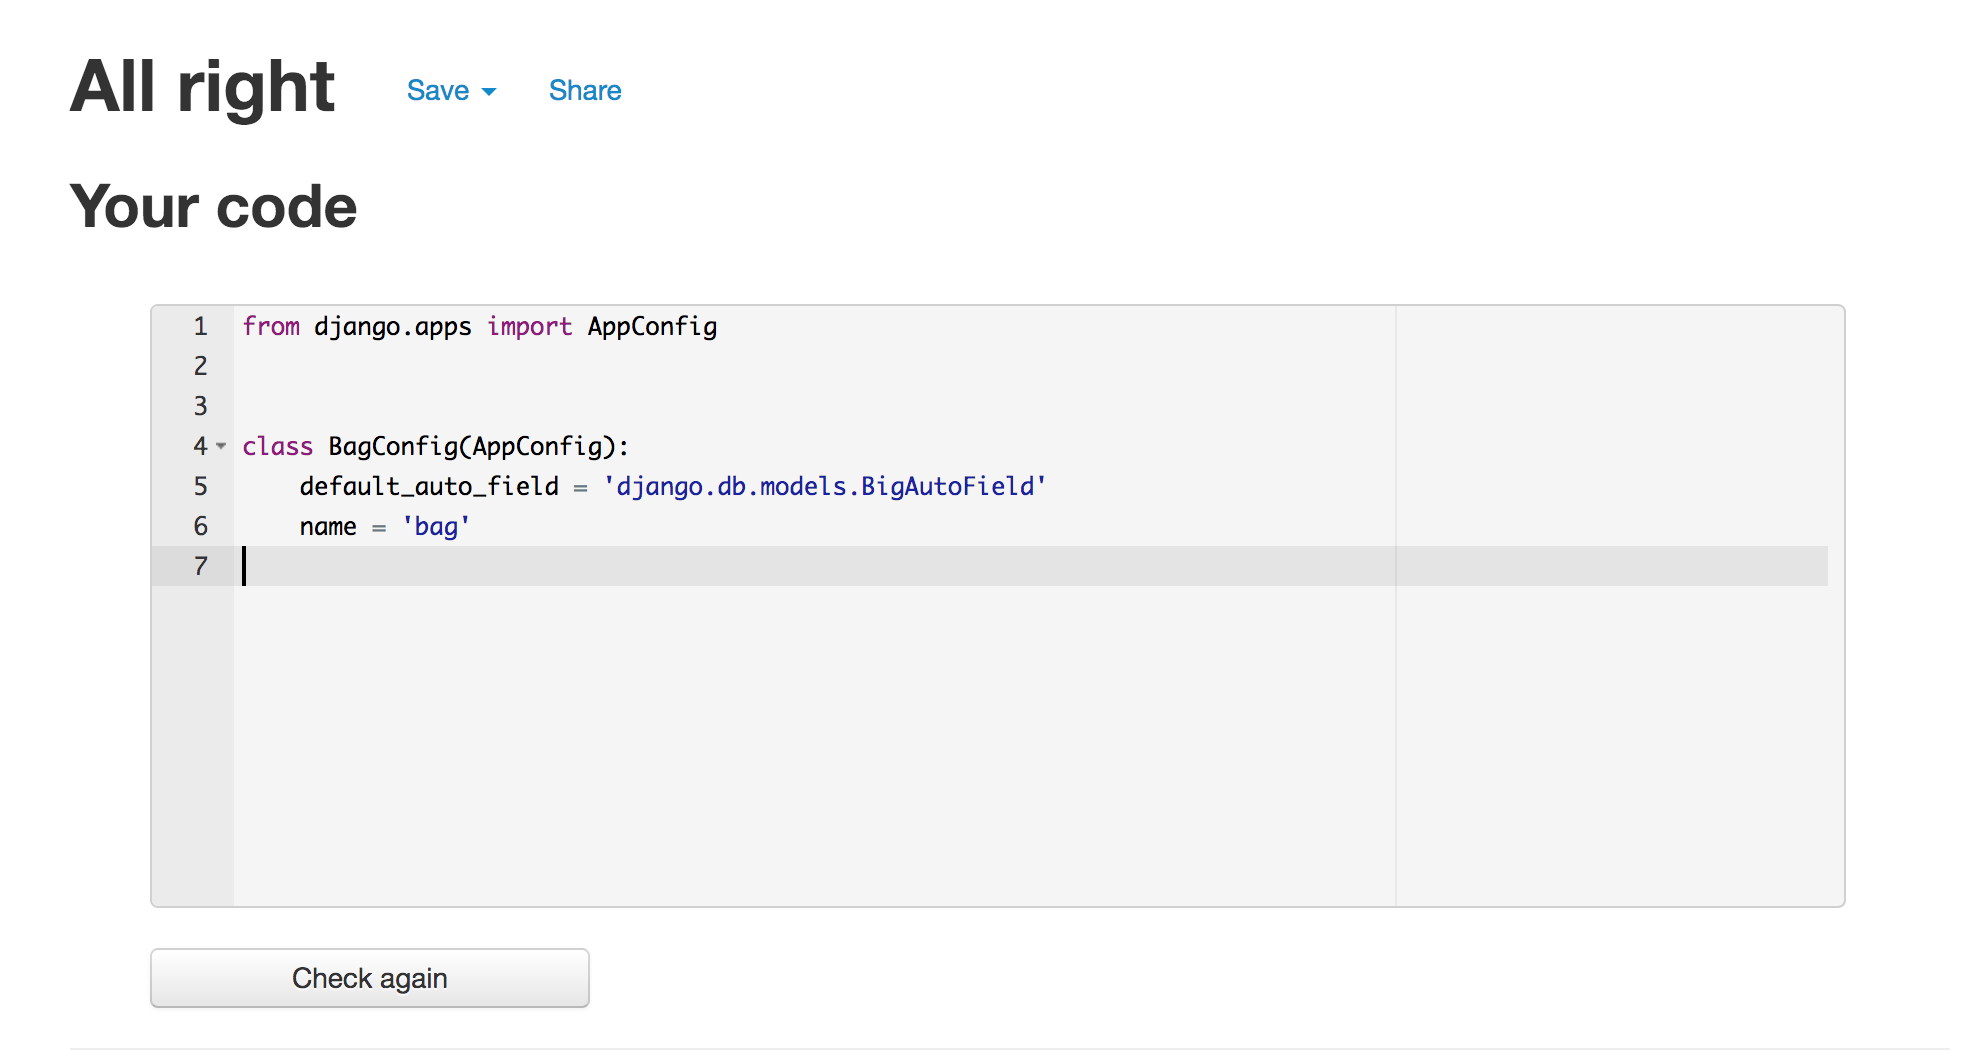 All right Save Share
Your code
1 from django.apps import AppConfig
2
3
4 class BagConfig(AppConfig):
5     default_auto_field = 'django.db.models.BigAutoField'
6     name = 'bag'
7
Check again